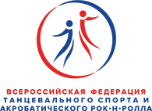 ВСЕРОССИЙСКАЯ ФЕДЕРАЦИЯ
ТАНЦЕВАЛЬНОГО СПОРТА И
АКРОБАТИЧЕСКОГО РОК-Н-РОЛЛА